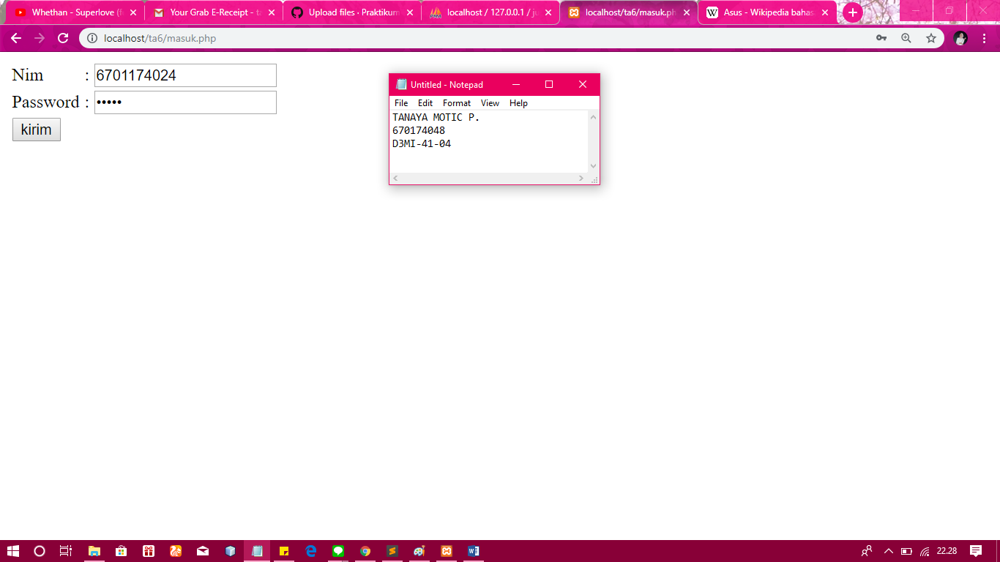 Whethan - Superlove (f
Your Grab E-Receipt - ta
Upload files · Praktikum
localhost / 127.0.0.1 / ju
localhost/ta6/masuk.ph
Asus - Wikipedia bahas
localhost/ta6/masuk.php
Nim : 6701174024
Password : •••••
kirim
Untitled - Notepad
File Edit Format View Help
TANAYA MOTIC P.
670174048
D3MI-41-04
22.28